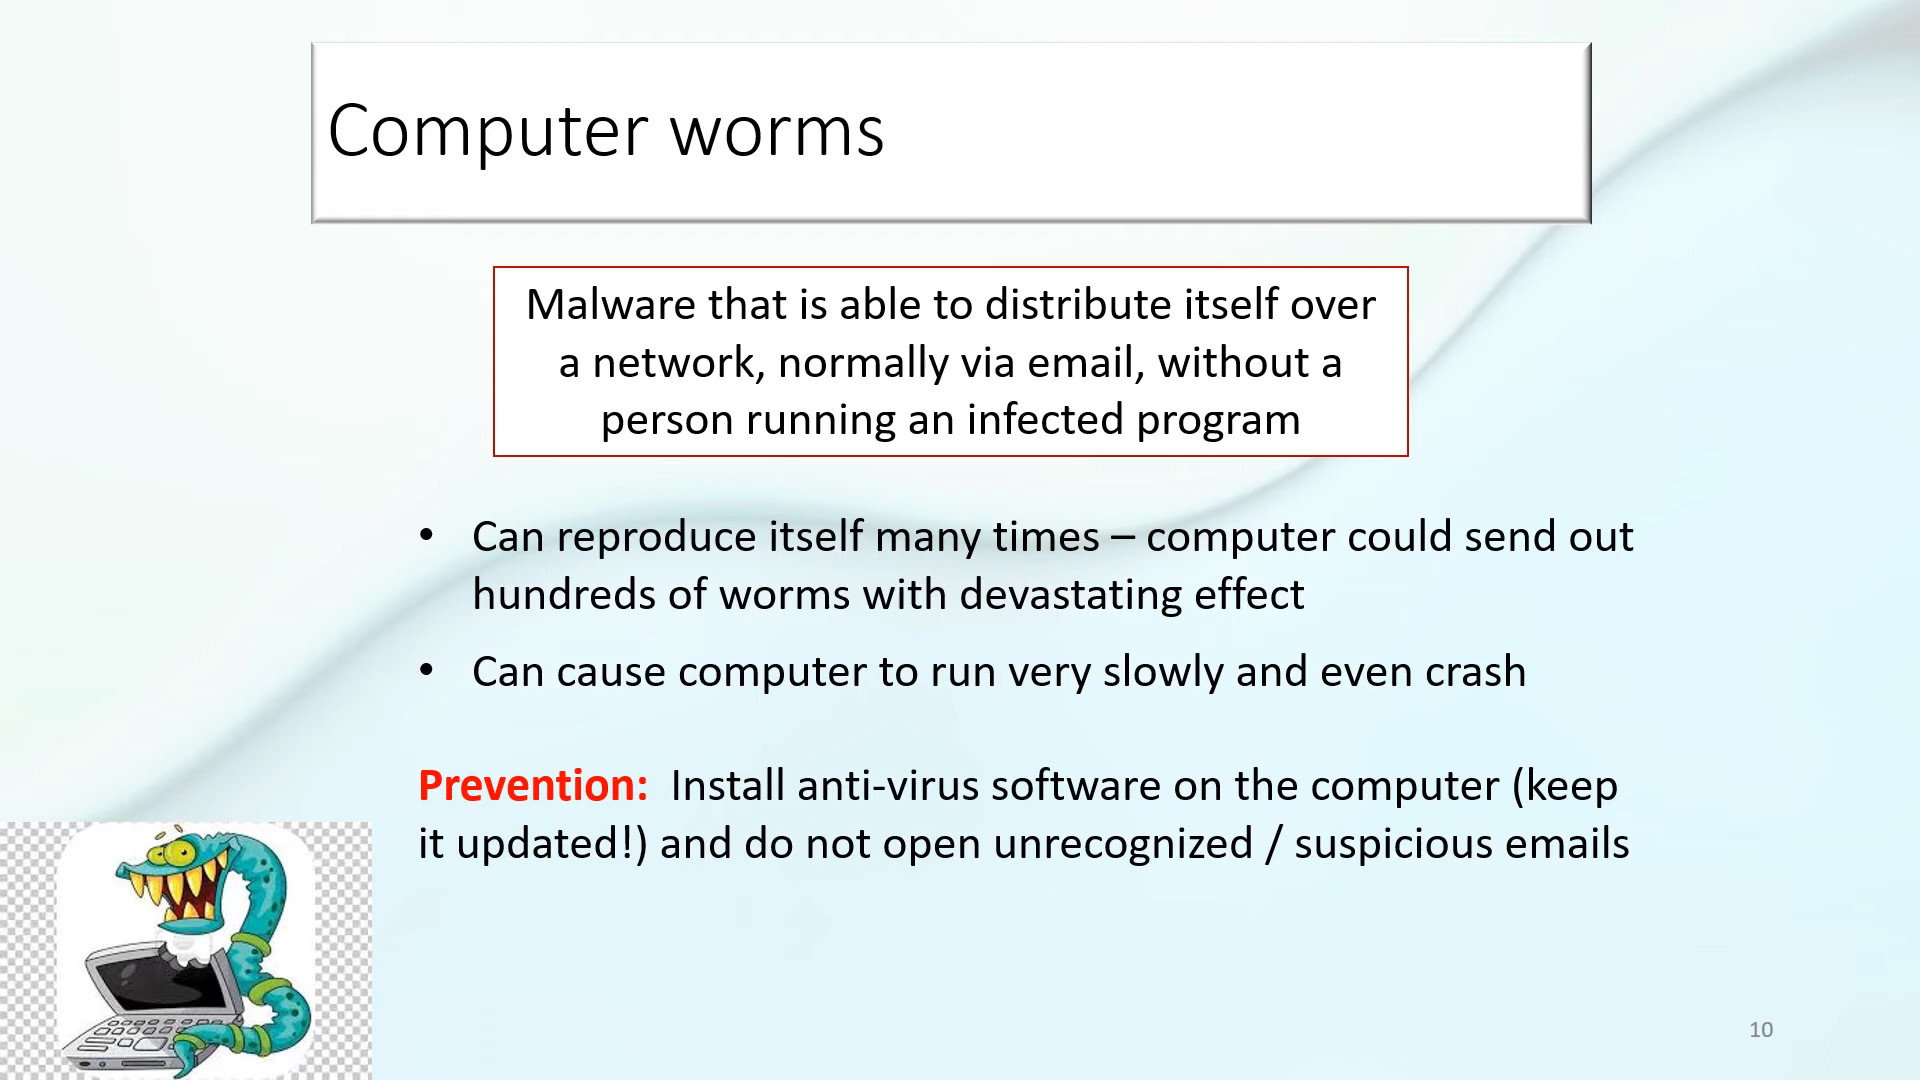 Computer worms
Malware that is able to distribute itself over
a network, normally via email, without a
person running an infected program
• Can reproduce itself many times – computer could send out
hundreds of worms with devastating effect
• Can cause computer to run very slowly and even crash
Prevention: Install anti-virus software on the computer (keep
it updated!) and do not open unrecognized / suspicious emails
10